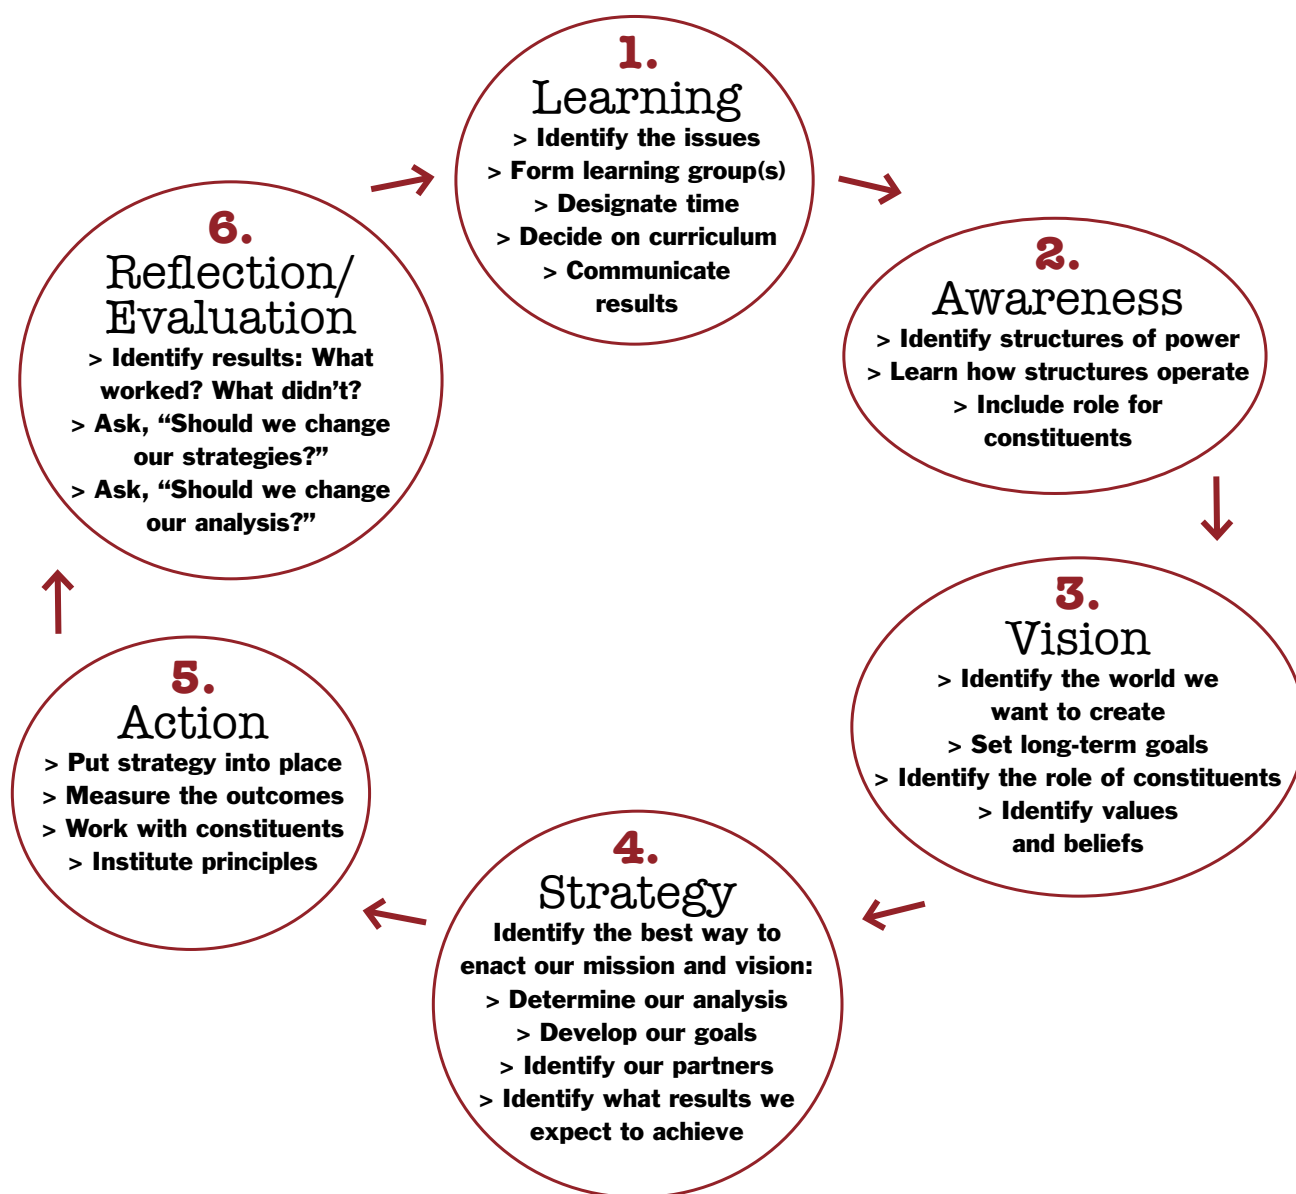 1.
Learning
> Identify the issues
> Form learning group(s)
> Designate time
> Decide on curriculum
> Communicate
results
2.
Awareness
> Identify structures of power
> Learn how structures operate
> Include role for
constituents
3.
Vision
> Identify the world we
want to create
> Set long-term goals
> Identify the role of constituents
> Identify values
and beliefs
4.
Strategy
Identify the best way to
enact our mission and vision:
> Determine our analysis
> Develop our goals
> Identify our partners
> Identify what results we
expect to achieve
5.
Action
> Put strategy into place
> Measure the outcomes
> Work with constituents
> Institute principles
6.
Reflection/
Evaluation
> Identify results: What
worked? What didn’t?
> Ask, “Should we change
our strategies?”
> Ask, “Should we change
our analysis?”